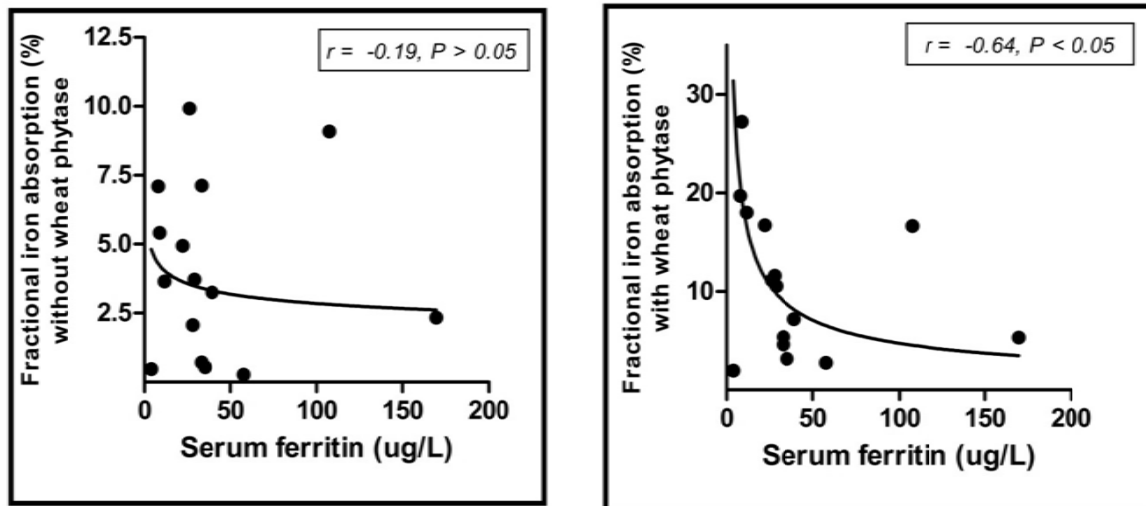 Fractional iron absorption (%)
without wheat phytase
12.5
10.0
7.5
5.0
2.5
0 50 100 150 200
Serum ferritin (ug/L)
r = -0.19, P > 0.05
Fractional iron absorption (%)
with wheat phytase
30
20
10
0 50 100 150 200
Serum ferritin (ug/L)
r = -0.64, P < 0.05